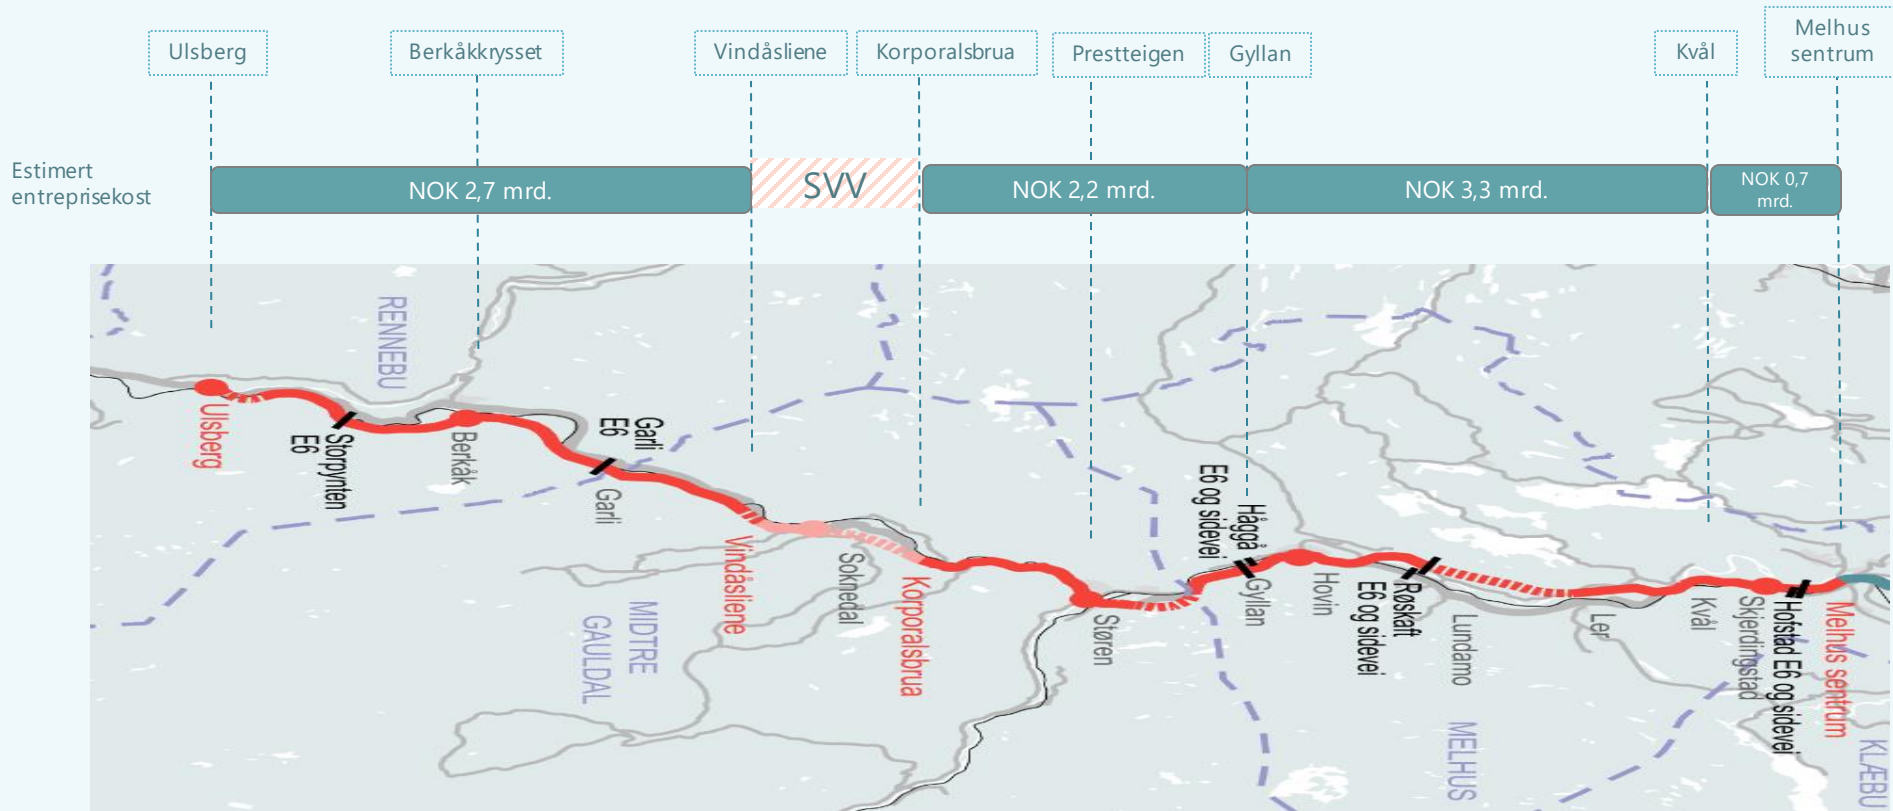 Ulsberg
Berkåkkrysset
Vindåsliene
Korporalsbrua
Prestteigen
Gyllan
Kvål
Melhus
sentrum
Estimert
entreprisekost
NOK 2,7 mrd.
SVV
NOK 2,2 mrd.
NOK 3,3 mrd.
NOK 0,7
mrd.
RENNEBU
Ulsberg
Storpynten
E6
Berkåk
Garli
E6
Garli
Vindåsliene
MIDTRE
GAULDAL
Soknedal
Korporalsbrua
Støren
Håggå
E6 og sidevei
Gyllan
Hovin
Røskaft
E6 og sidevei
Lundamo
MELHUS
Ler
Kvål
Skjerdingstad
Hofstad E6 og sidevei
Melhus sentrum
KLÆBU